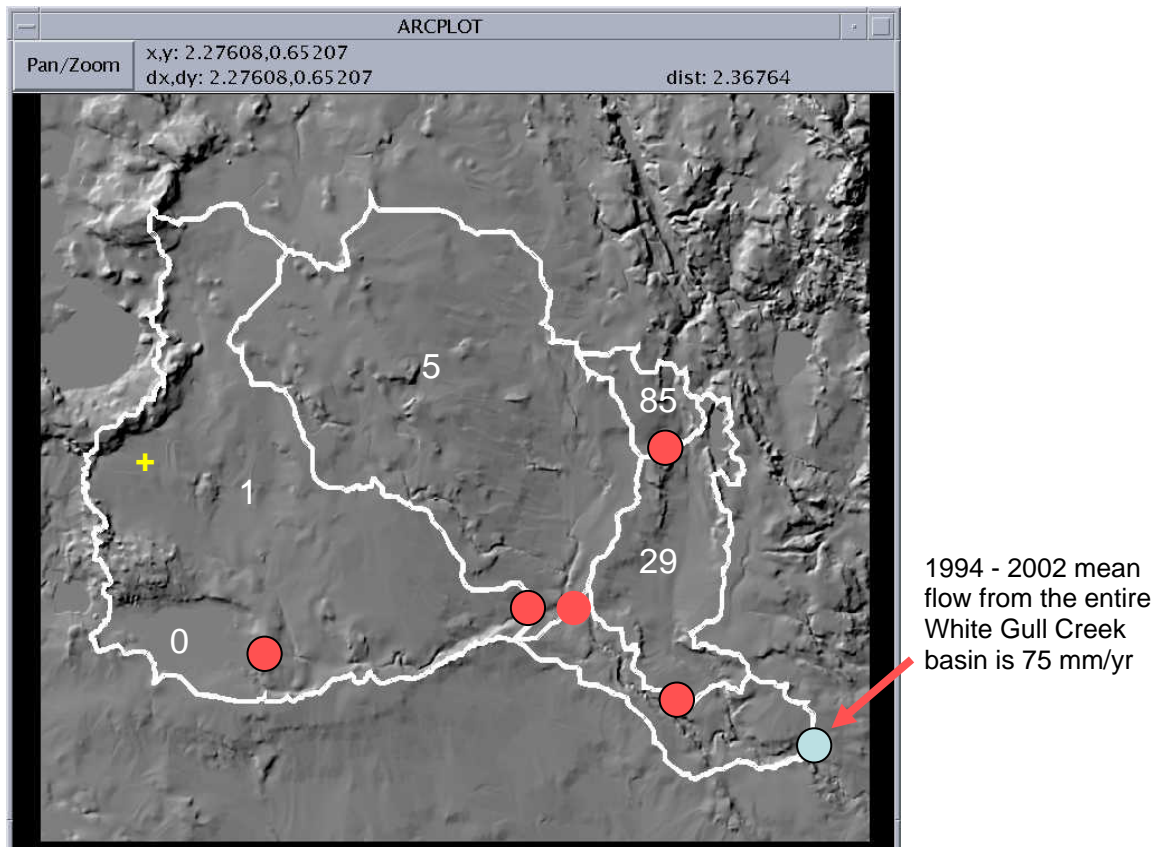 ARCPLOT
Pan/Zoom
x,y: 2.27608,0.65207
dx,dy: 2.27608,0.65207
dist: 2.36764
5
85
1
29
0
1994 - 2002 mean
flow from the entire
White Gull Creek
basin is 75 mm/yr